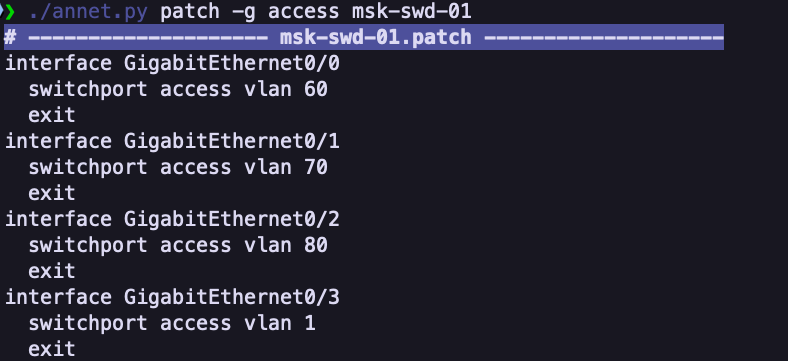 ❯ ./annet.py patch -g access msk-swd-01
# -------------------- msk-swd-01.patch --------------------
interface GigabitEthernet0/0
  switchport access vlan 60
  exit
interface GigabitEthernet0/1
  switchport access vlan 70
  exit
interface GigabitEthernet0/2
  switchport access vlan 80
  exit
interface GigabitEthernet0/3
  switchport access vlan 1
  exit